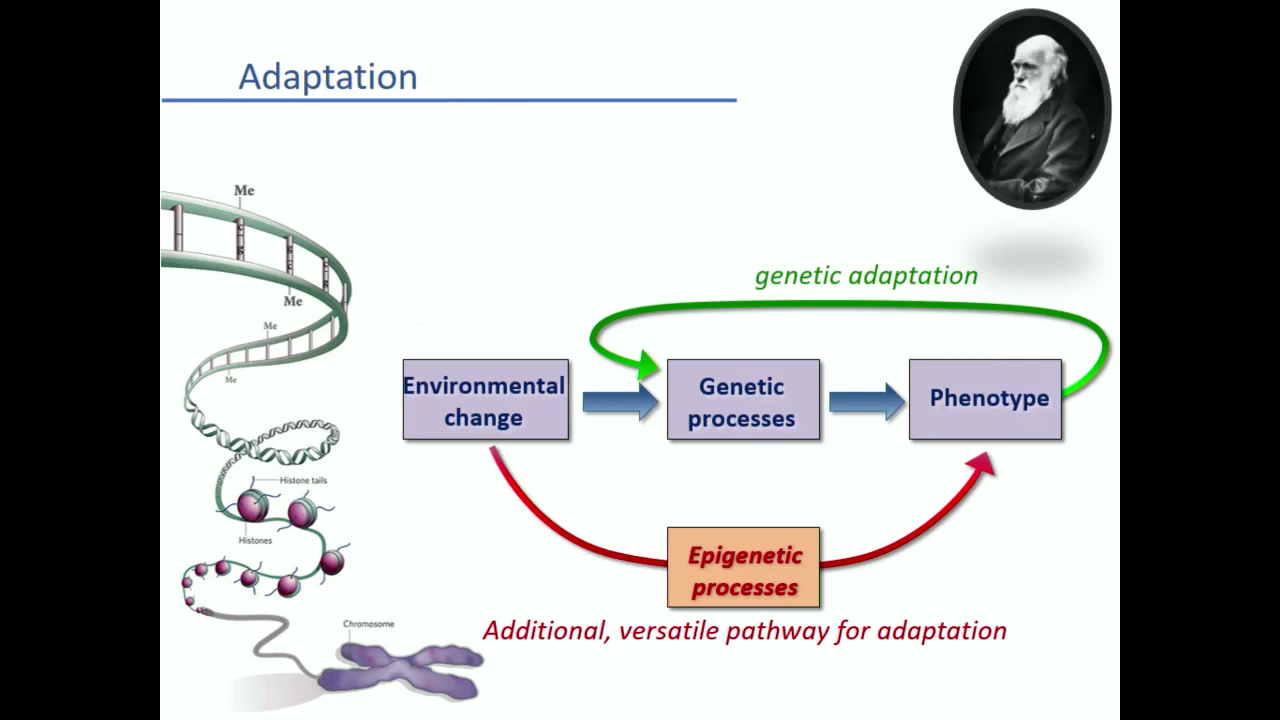 Adaptation
Me
Me
Me
Me
Histone tails
Histones
Chromosome
genetic adaptation
Environmental
change
Genetic
processes
Phenotype
Epigenetic
processes
Additional, versatile pathway for adaptation